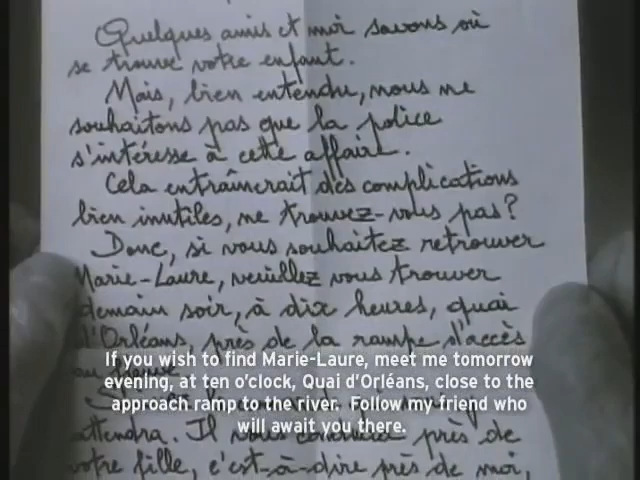 Quelques amis et moi savons où
se trouve votre enfant.
Mais, bien entendu, nous ne
souhaitons pas que la police
s'intéresse à cette affaire.
Cela entraînerait des complications
bien inutiles, ne trouvez-vous pas?
Donc, si vous souhaitez retrouver
Marie-Laure, veuillez vous trouver
demain soir, à dix heures, quai
d'Orléans, près de la rampe d'accès
au fleuve.
attendra. Il vous conduira près de
votre fille, c'est-à-dire près de moi,
If you wish to find Marie-Laure, meet me tomorrow
evening, at ten o'clock, Quai d'Orléans, close to the
approach ramp to the river. Follow my friend who
will await you there.